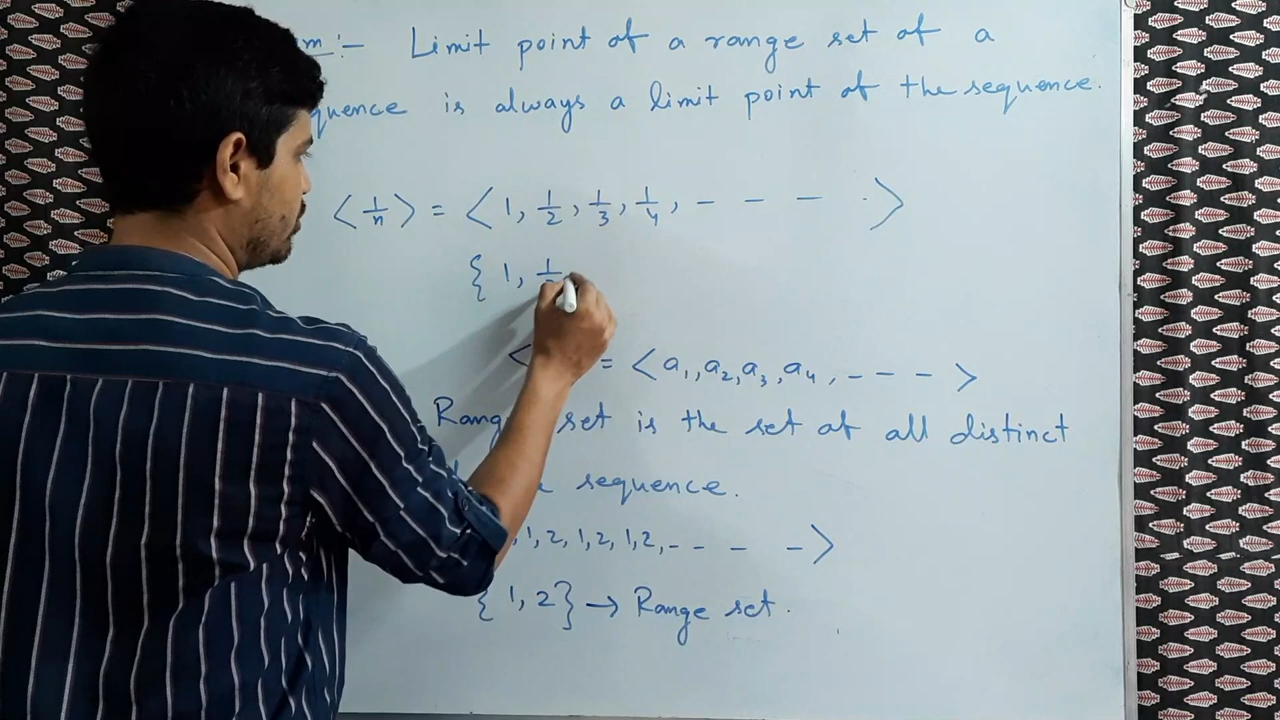 m :- Limit point of a range set of a
quence is always a limit point of the sequence.
< 1/n > = < 1, 1/2, 1/3, 1/4, - - - . >
{ 1, 1
< = < a₁, a₂, a₃, a₄, - - - >
Rang set is the set of all distinct
sequence.
, 1, 2, 1, 2, 1, 2, - - - - >
{ 1, 2 } → Range set.